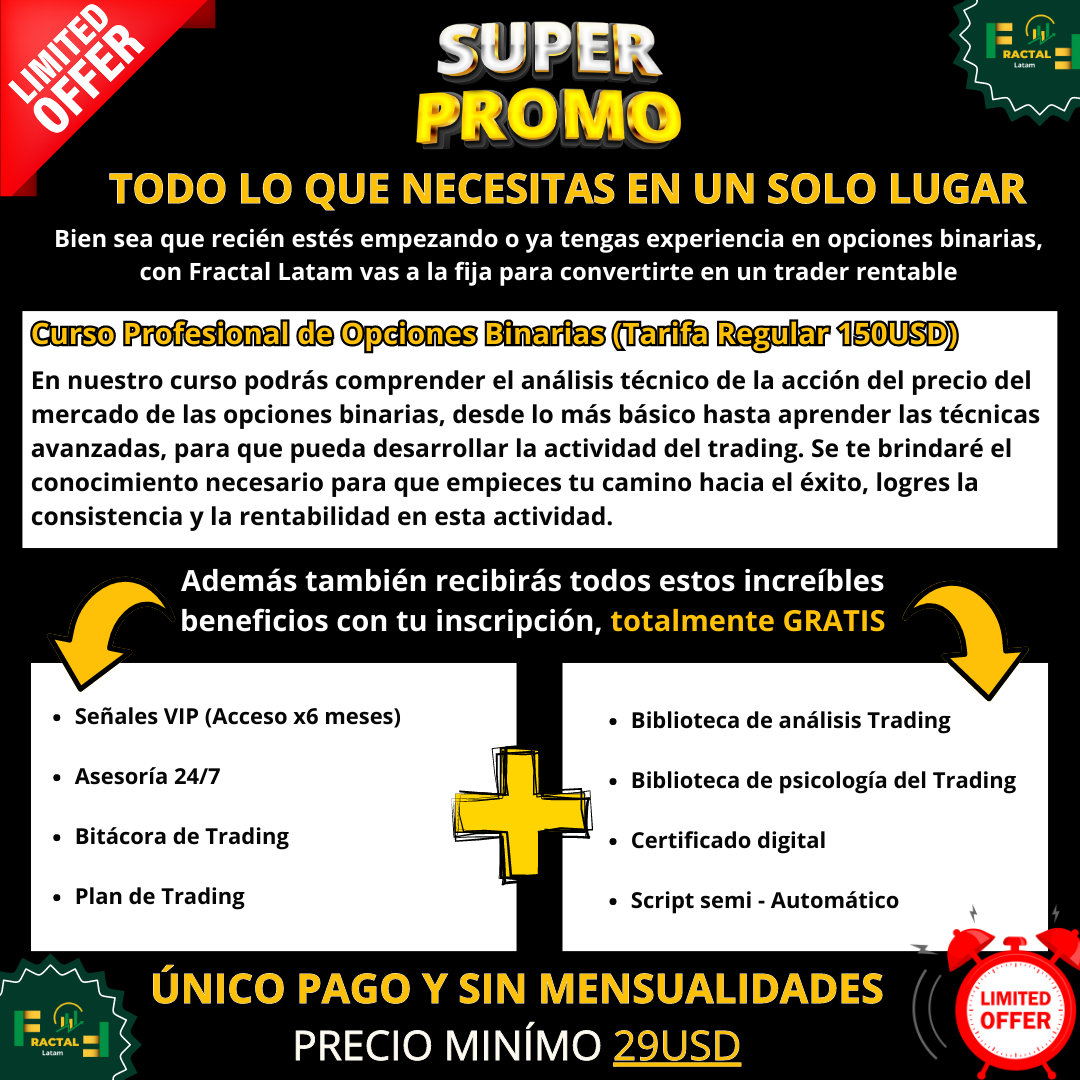 LIMITED
OFFER
SUPER
PROMO
RACTAL
Latam
TODO LO QUE NECESITAS EN UN SOLO LUGAR
Bien sea que recién estés empezando o ya tengas experiencia en opciones binarias,
con Fractal Latam vas a la fija para convertirte en un trader rentable
Curso Profesional de Opciones Binarias (Tarifa Regular 150USD)
En nuestro curso podrás comprender el análisis técnico de la acción del precio del
mercado de las opciones binarias, desde lo más básico hasta aprender las técnicas
avanzadas, para que pueda desarrollar la actividad del trading. Se te brindaré el
conocimiento necesario para que empieces tu camino hacia el éxito, logres la
consistencia y la rentabilidad en esta actividad.
Además también recibirás todos estos increíbles
beneficios con tu inscripción, totalmente GRATIS
• Señales VIP (Acceso x6 meses)
• Asesoría 24/7
• Bitácora de Trading
• Plan de Trading
• Biblioteca de análisis Trading
• Biblioteca de psicología del Trading
• Certificado digital
• Script semi - Automático
ÚNICO PAGO Y SIN MENSUALIDADES
PRECIO MINÍMO 29USD
RACTAL
Latam
LIMITED
OFFER